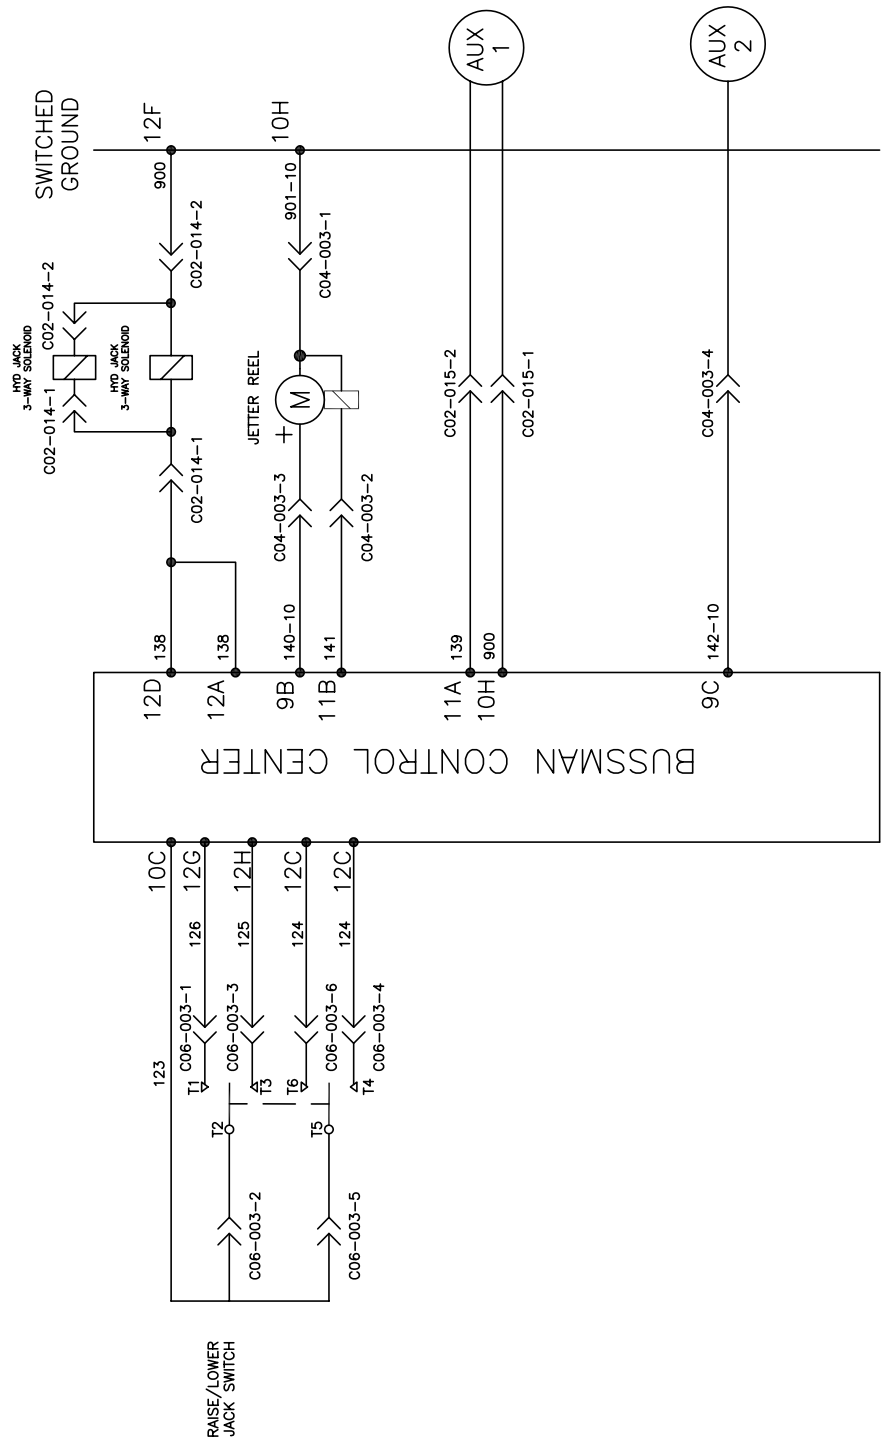 SWITCHED
GROUND
12F
10H
AUX
1
AUX
2
900
901-10
C02-014-2
C02-014-2
C04-003-1
HYD JACK
3-WAY SOLENOID
HYD JACK
3-WAY SOLENOID
C02-014-1
C02-014-1
JETTER REEL
M
+
C04-003-3
C04-003-2
C02-015-2
C02-015-1
C04-003-4
138
138
140-10
141
139
900
142-10
12D
12A
9B
11B
11A
10H
9C
BUSSMAN CONTROL CENTER
10C
12G
12H
12C
12C
123
126
125
124
124
C06-003-1
C06-003-3
C06-003-6
C06-003-4
T1
T3
T6
T4
T2
T5
C06-003-2
C06-003-5
RAISE/LOWER
JACK SWITCH